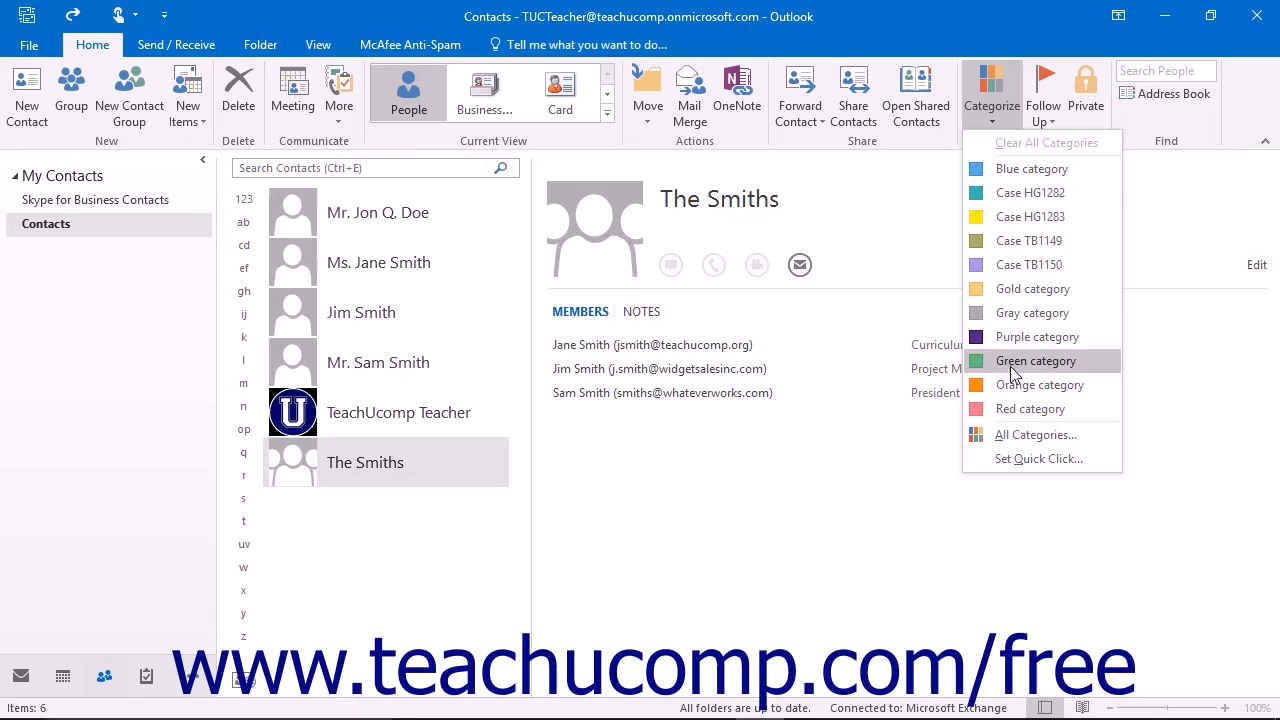 Contacts - TUCTeacher@teachucomp.onmicrosoft.com - Outlook
File Home Send / Receive Folder View McAfee Anti-Spam Tell me what you want to do...
New Contact
Group
New Contact Group
New Items
New
Delete
Delete
Meeting
More
Communicate
People
Business...
Card
Current View
Move
Mail Merge
OneNote
Actions
Forward Contact
Share Contacts
Open Shared Contacts
Share
Categorize
Follow Up
Private
Search People
Address Book
Find
Clear All Categories
Blue category
Case HG1282
Case HG1283
Case TB1149
Case TB1150
Gold category
Gray category
Purple category
Green category
Orange category
Red category
All Categories...
Set Quick Click...
My Contacts
Skype for Business Contacts
Contacts
Search Contacts (Ctrl+E)
123
ab
cd
ef
gh
ij
k
l
m
n
op
q
r
s
t
uv
w
x
y
z
Mr. Jon Q. Doe
Ms. Jane Smith
Jim Smith
Mr. Sam Smith
U TeachUcomp Teacher
The Smiths
The Smiths
Edit
MEMBERS NOTES
Jane Smith (jsmith@teachucomp.org) Curriculu
Jim Smith (j.smith@widgetsalesinc.com) Project M
Sam Smith (smiths@whateverworks.com) President
www.teachucomp.com/free
Items: 6 All folders are up to date. Connected to: Microsoft Exchange 100%